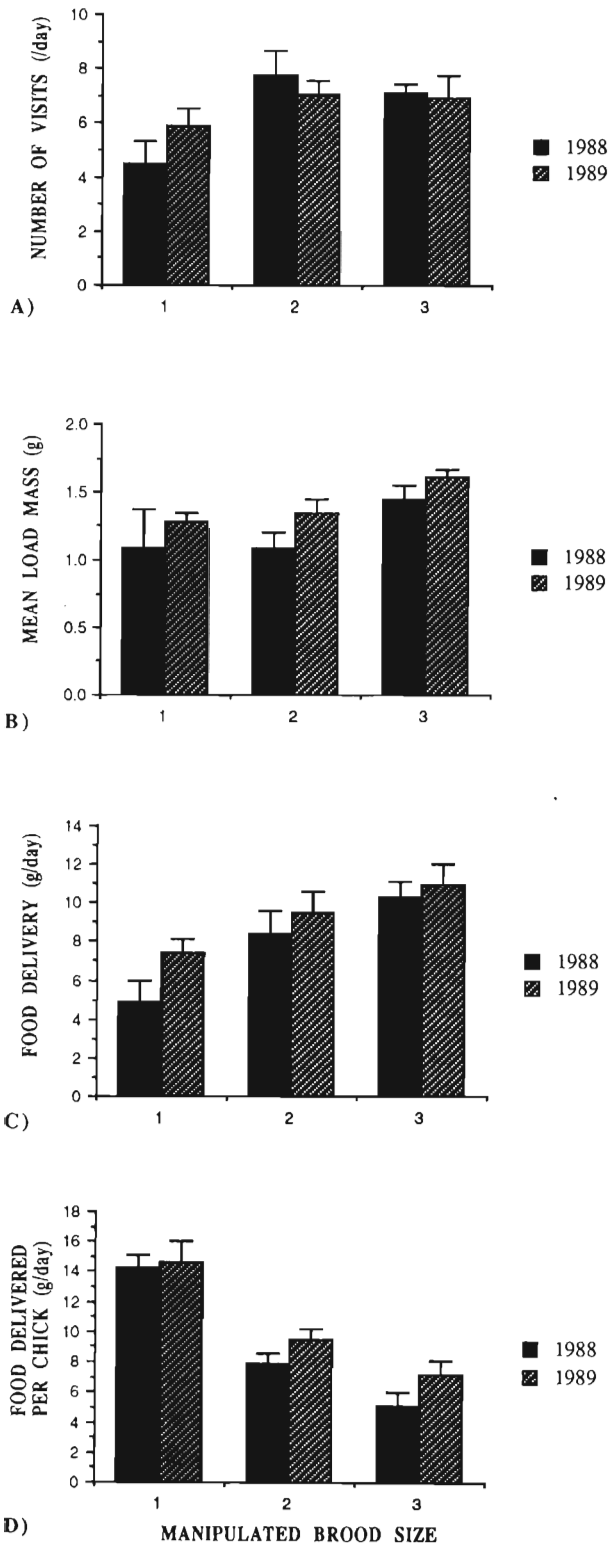 10
8
6
4
2
0
NUMBER OF VISITS (/day)
1 2 3
A)
1988
1989
2.0
1.5
1.0
0.5
0.0
MEAN LOAD MASS (g)
1 2 3
B)
1988
1989
14
12
10
8
6
4
2
0
FOOD DELIVERY (g/day)
1 2 3
C)
1988
1989
18
16
14
12
10
8
6
4
2
0
FOOD DELIVERED
PER CHICK (g/day)
1 2 3
D)
1988
1989
MANIPULATED BROOD SIZE